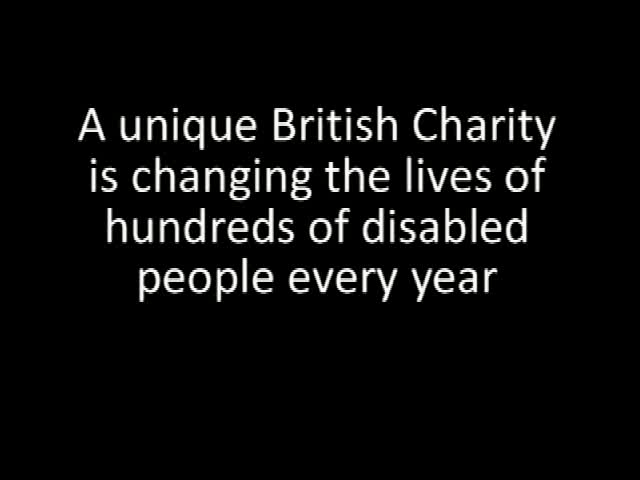 A unique British Charity
is changing the lives of
hundreds of disabled
people every year